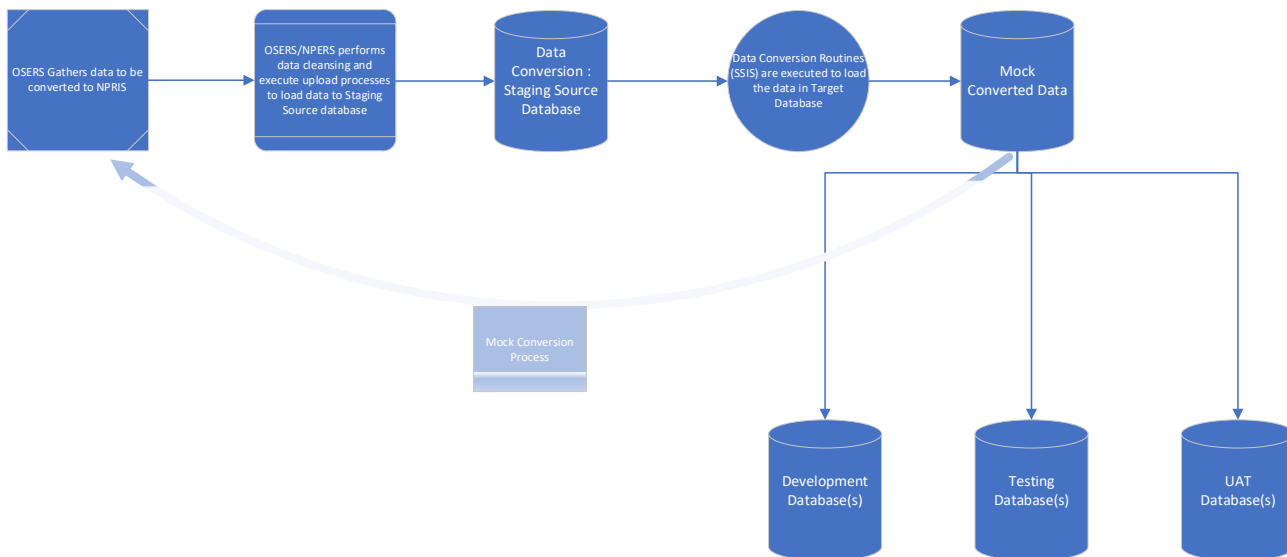 OSERS Gathers data to be
converted to NPRIS
OSERS/NPERS performs
data cleansing and
execute upload processes
to load data to Staging
Source database
Data
Conversion :
Staging Source
Database
Data Conversion Routines
(SSIS) are executed to load
the data in Target
Database
Mock
Converted Data
Mock Conversion
Process
Development
Database(s)
Testing
Database(s)
UAT
Database(s)